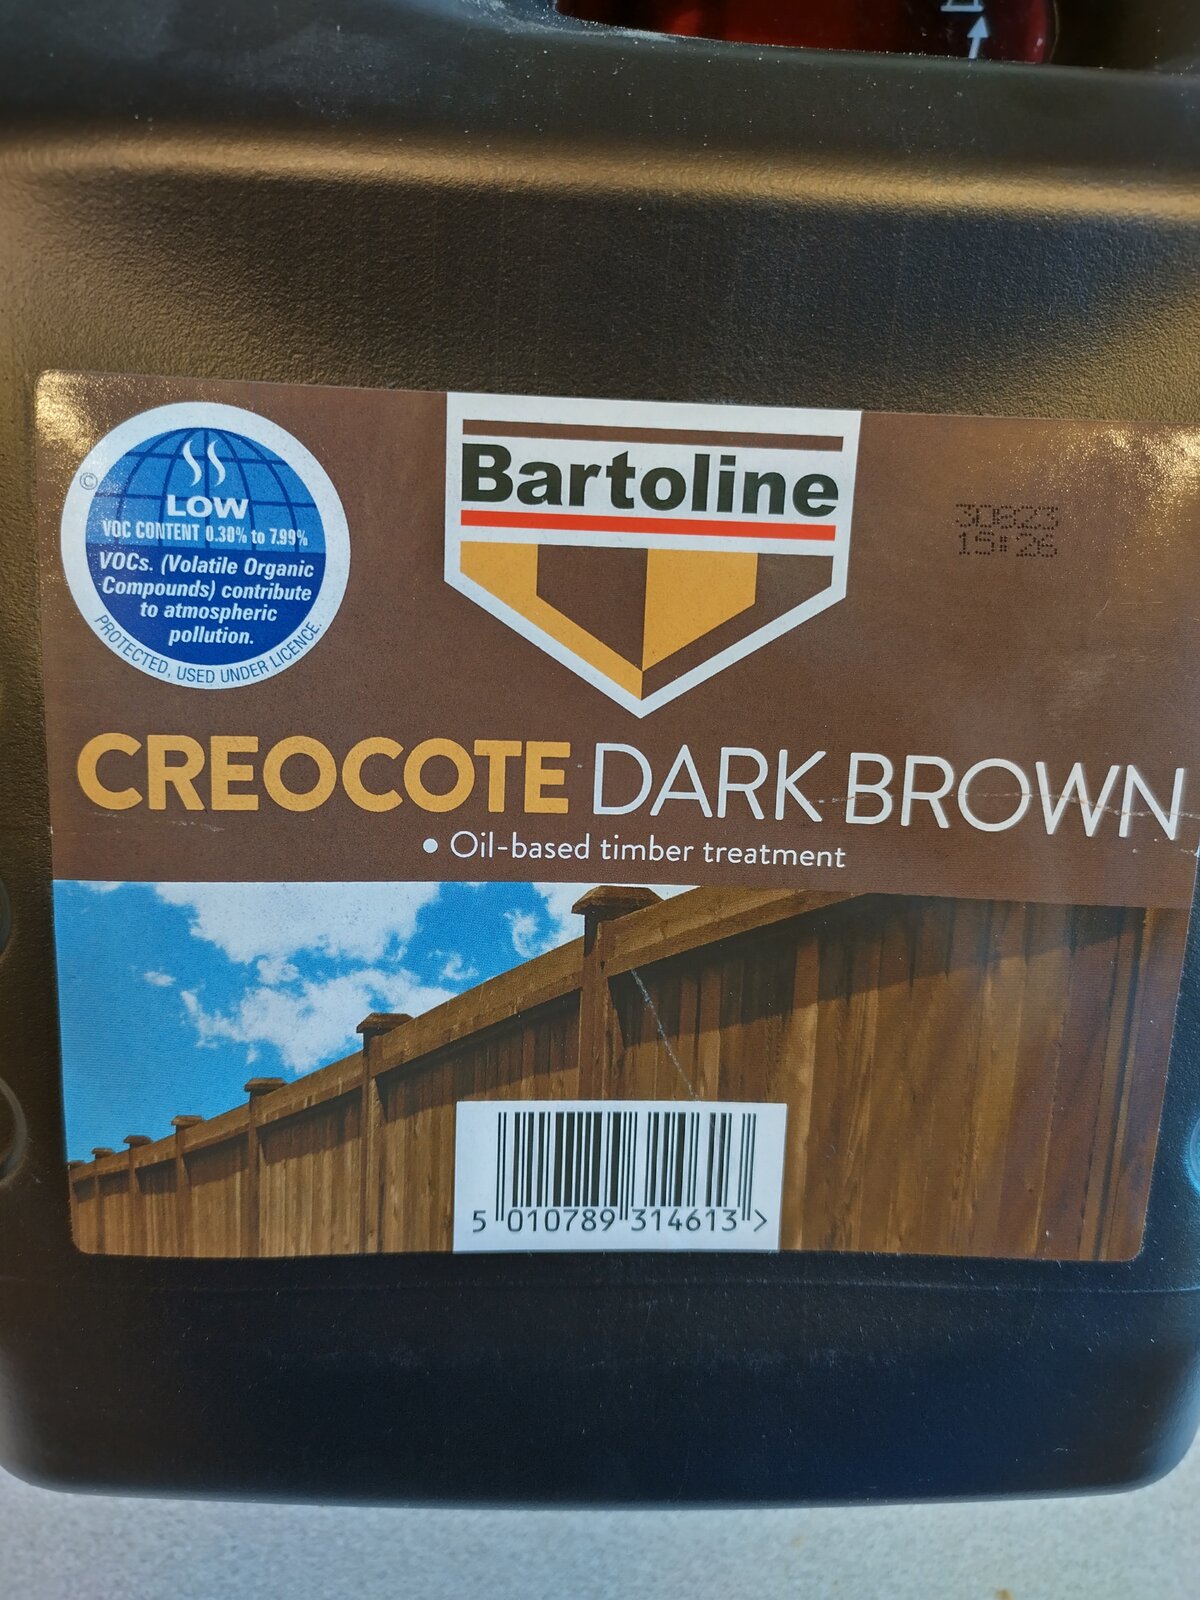 Bartoline
30823
15:26
©
LOW
VOC CONTENT 0.30% to 7.99%
VOCs. (Volatile Organic
Compounds) contribute
to atmospheric
pollution.
PROTECTED, USED UNDER LICENCE.
CREOCOTE DARK BROWN
• Oil-based timber treatment
5 010789 314613 >